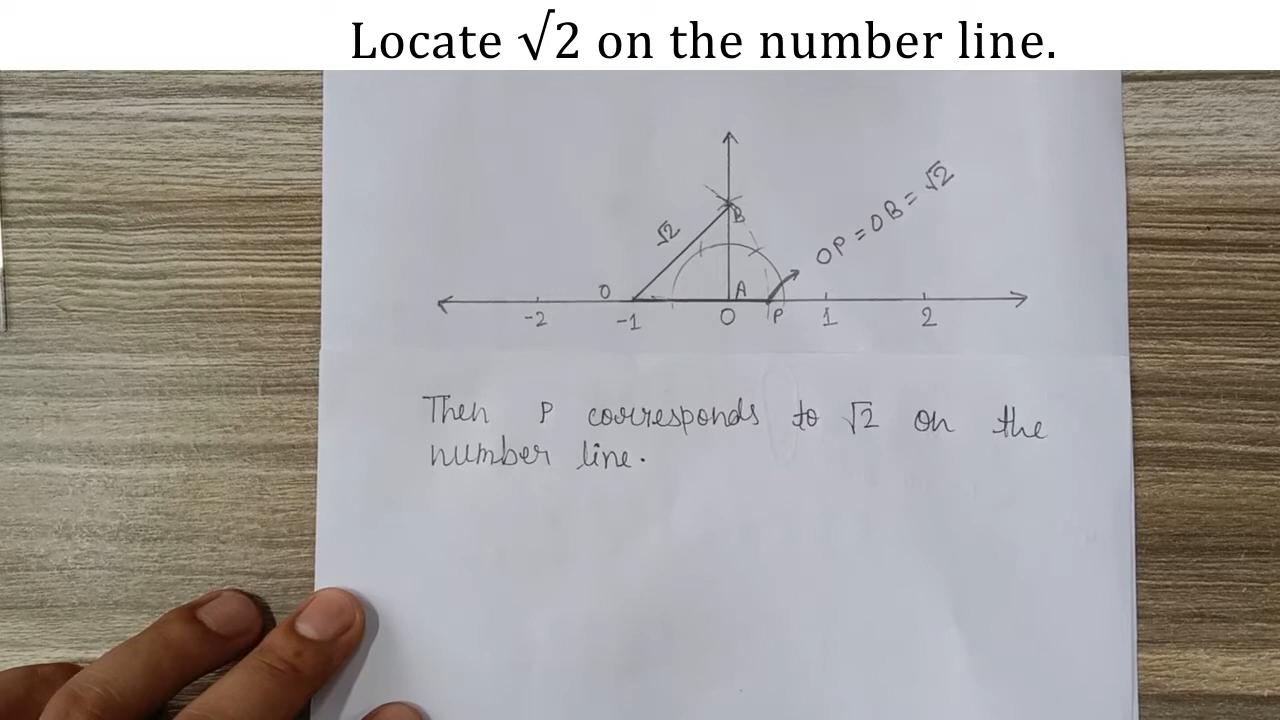 Locate √2 on the number line.
OP = OB = √2
√2
B
O
A
-2
-1
0
P
1
2
Then P corresponds to √2 on the
number line.